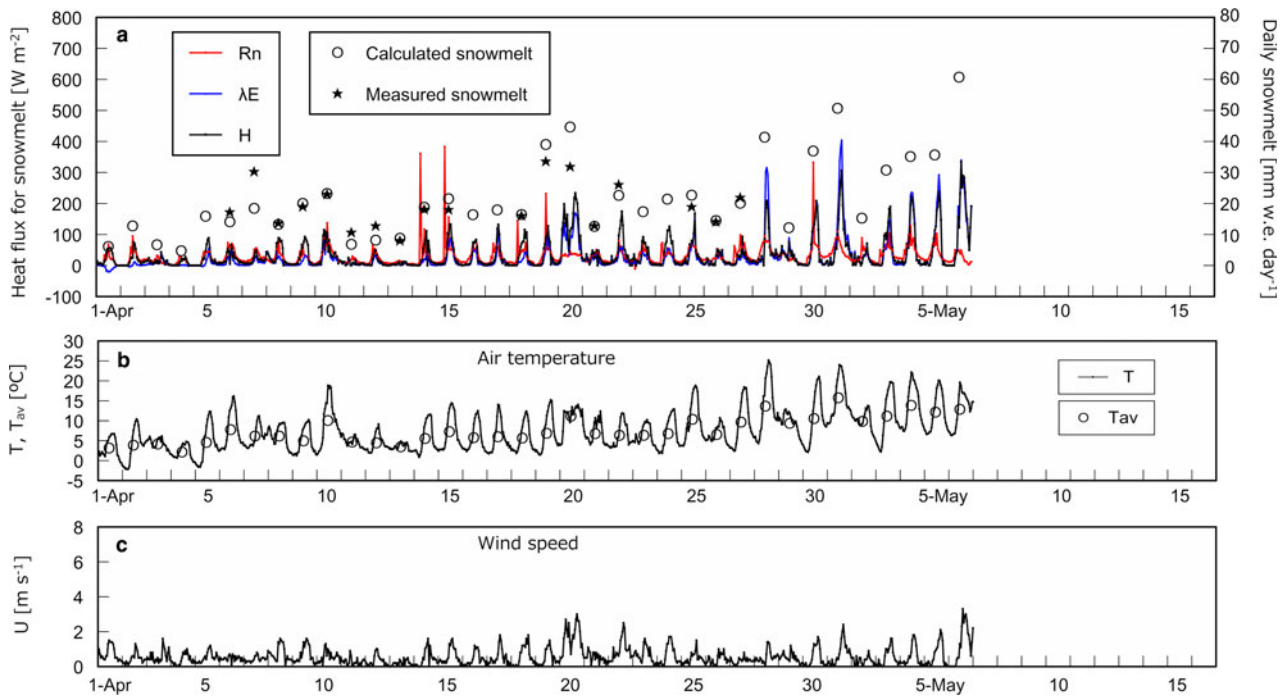 a
Heat flux for snowmelt [W m-2]
800
700
600
500
400
300
200
100
0
-100
Rn
λE
H
Calculated snowmelt
Measured snowmelt
80
70
60
50
40
30
20
10
0
Daily snowmelt [mm w.e. day-1]
1-Apr 5 10 15 20 25 30 5-May 10 15
b
Air temperature
T, Tav [ºC]
30
25
20
15
10
5
0
-5
T
Tav
1-Apr 5 10 15 20 25 30 5-May 10 15
c
Wind speed
U [m s-1]
8
6
4
2
0
1-Apr 5 10 15 20 25 30 5-May 10 15